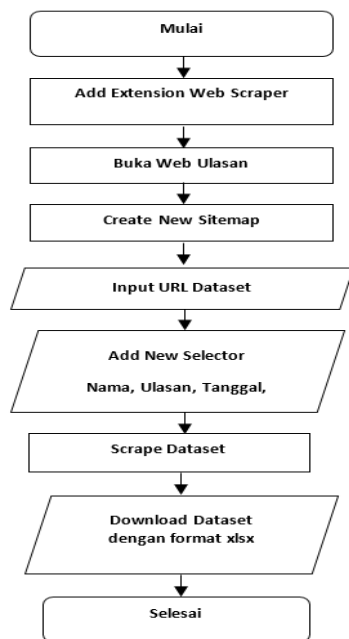 Mulai
Add Extension Web Scraper
Buka Web Ulasan
Create New Sitemap
Input URL Dataset
Add New Selector
Nama, Ulasan, Tanggal,
Scrape Dataset
Download Dataset
dengan format xlsx
Selesai